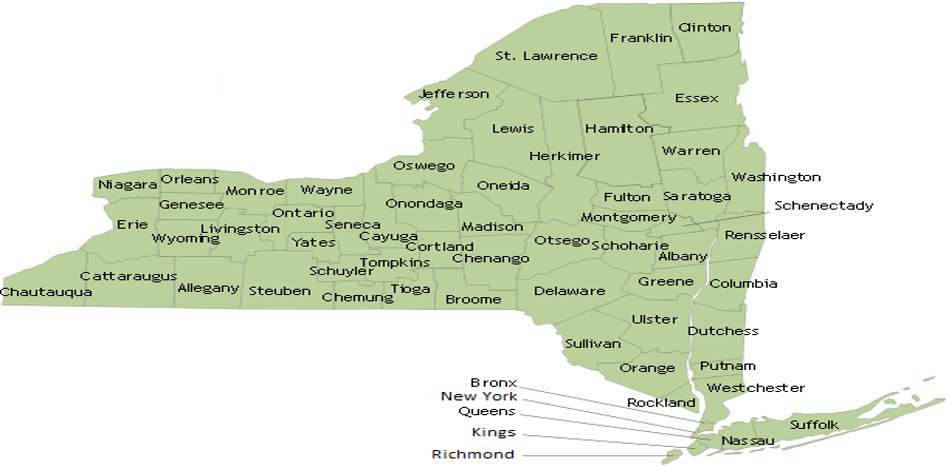 Clinton
Franklin
St. Lawrence
Jefferson
Essex
Lewis
Hamilton
Herkimer
Warren
Oswego
Washington
Niagara
Orleans
Monroe
Wayne
Oneida
Fulton
Saratoga
Genesee
Onondaga
Schenectady
Ontario
Montgomery
Erie
Livingston
Seneca
Madison
Wyoming
Yates
Cayuga
Cortland
Otsego
Schoharie
Rensselaer
Chenango
Albany
Tompkins
Cattaraugus
Schuyler
Greene
Columbia
Chautauqua
Allegany
Steuben
Chemung
Tioga
Broome
Delaware
Ulster
Dutchess
Sullivan
Orange
Putnam
Westchester
Bronx
New York
Rockland
Queens
Suffolk
Kings
Nassau
Richmond